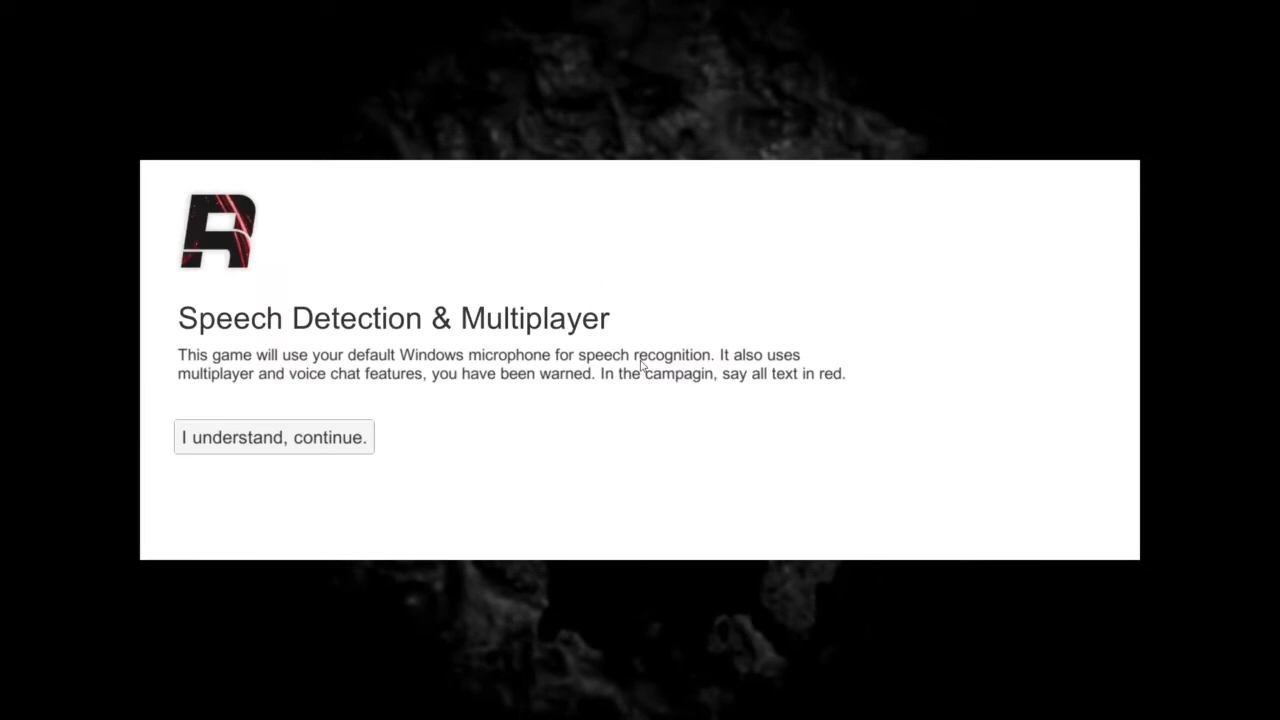 Speech Detection & Multiplayer
This game will use your default Windows microphone for speech recognition. It also uses
multiplayer and voice chat features, you have been warned. In the campagin, say all text in red.
I understand, continue.